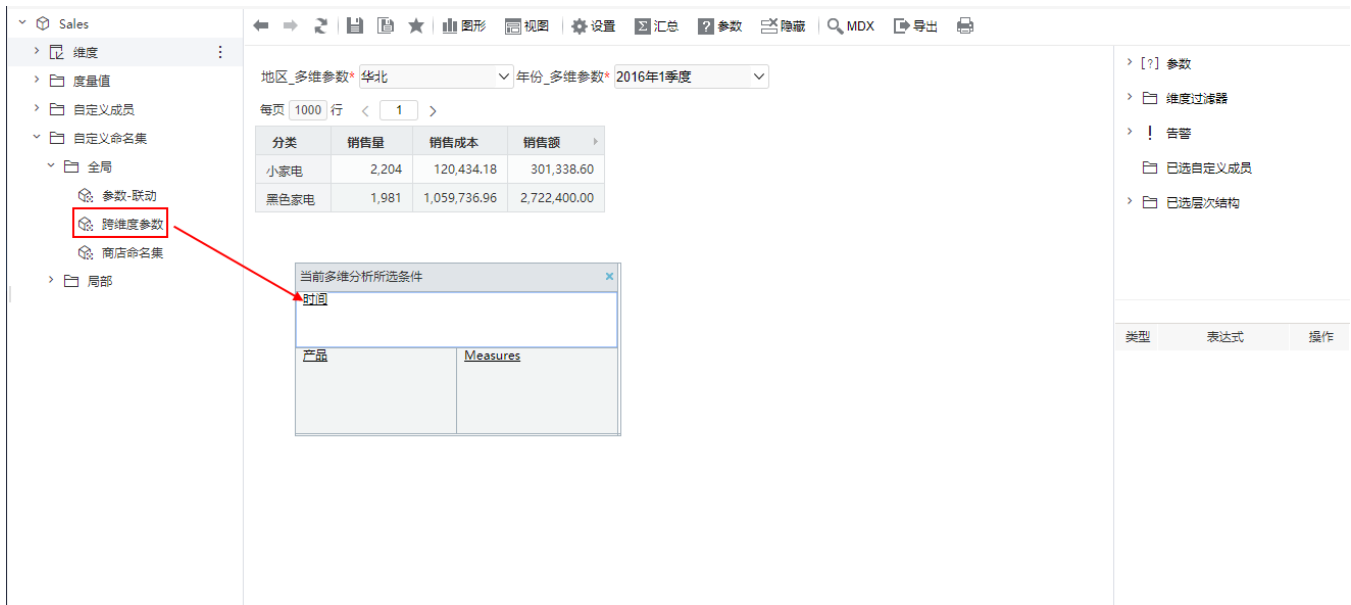 Sales
维度
度量值
自定义成员
自定义命名集
全局
参数-联动
跨维度参数
商店命名集
局部
图形 视图 设置 汇总 参数 隐藏 MDX 导出
地区_多维参数* 华北 年份_多维参数* 2016年1季度
每页 1000 行 < 1 >
分类 销售量 销售成本 销售额
小家电 2,204 120,434.18 301,338.60
黑色家电 1,981 1,059,736.96 2,722,400.00
当前多维分析所选条件 ×
时间
产品 Measures
[?] 参数
维度过滤器
! 告警
已选自定义成员
已选层次结构
类型 表达式 操作